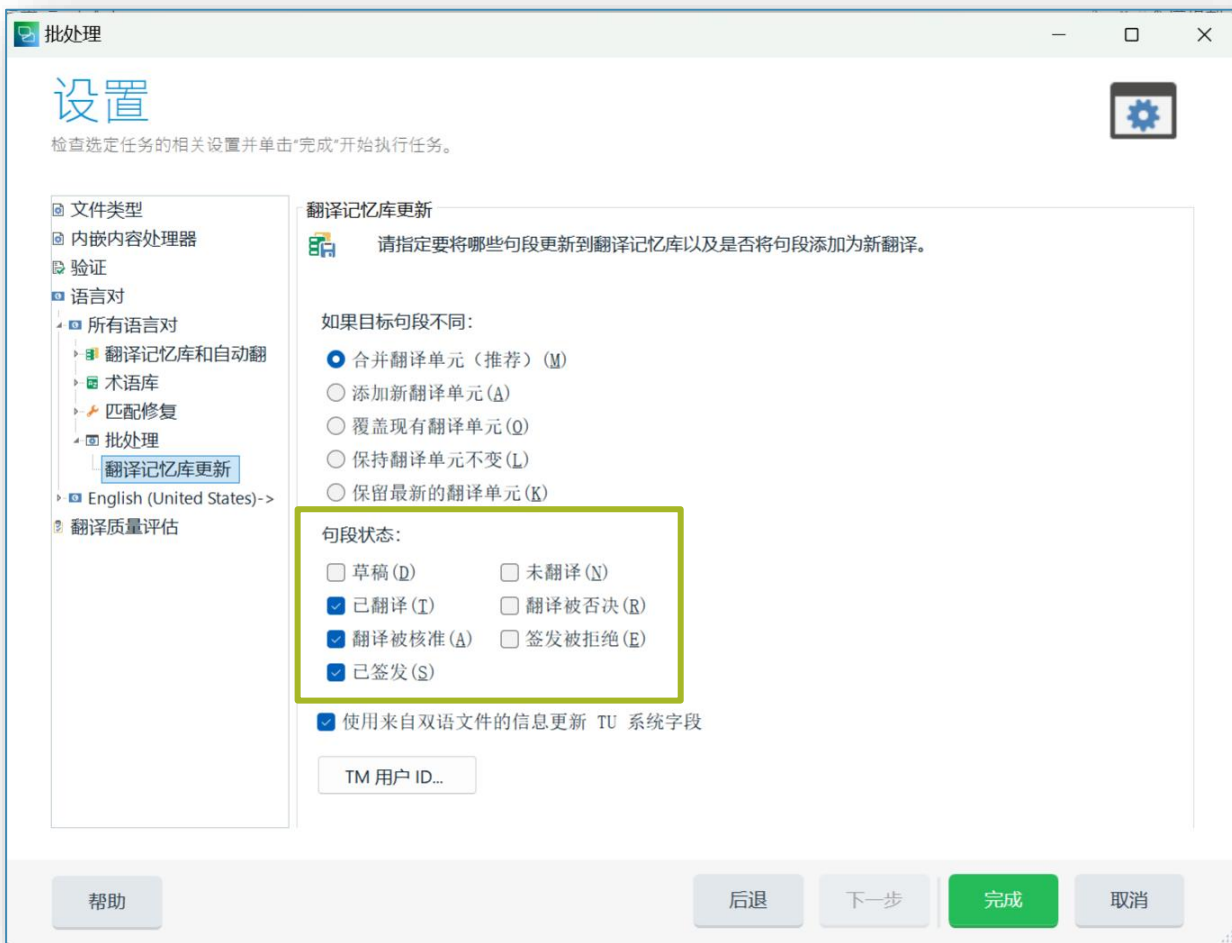 批处理
设置
检查选定任务的相关设置并单击“完成”开始执行任务。
文件类型
内嵌内容处理器
验证
语言对
所有语言对
翻译记忆库和自动翻
术语库
匹配修复
批处理
翻译记忆库更新
English (United States)->
翻译质量评估
翻译记忆库更新
请指定要将哪些句段更新到翻译记忆库以及是否将句段添加为新翻译。
如果目标句段不同:
合并翻译单元（推荐）(M)
添加新翻译单元(A)
覆盖现有翻译单元(O)
保持翻译单元不变(L)
保留最新的翻译单元(K)
句段状态:
草稿(D) 未翻译(N)
已翻译(T) 翻译被否决(R)
翻译被核准(A) 签发被拒绝(E)
已签发(S)
使用来自双语文件的信息更新 TU 系统字段
TM 用户 ID...
帮助 后退 下一步 完成 取消